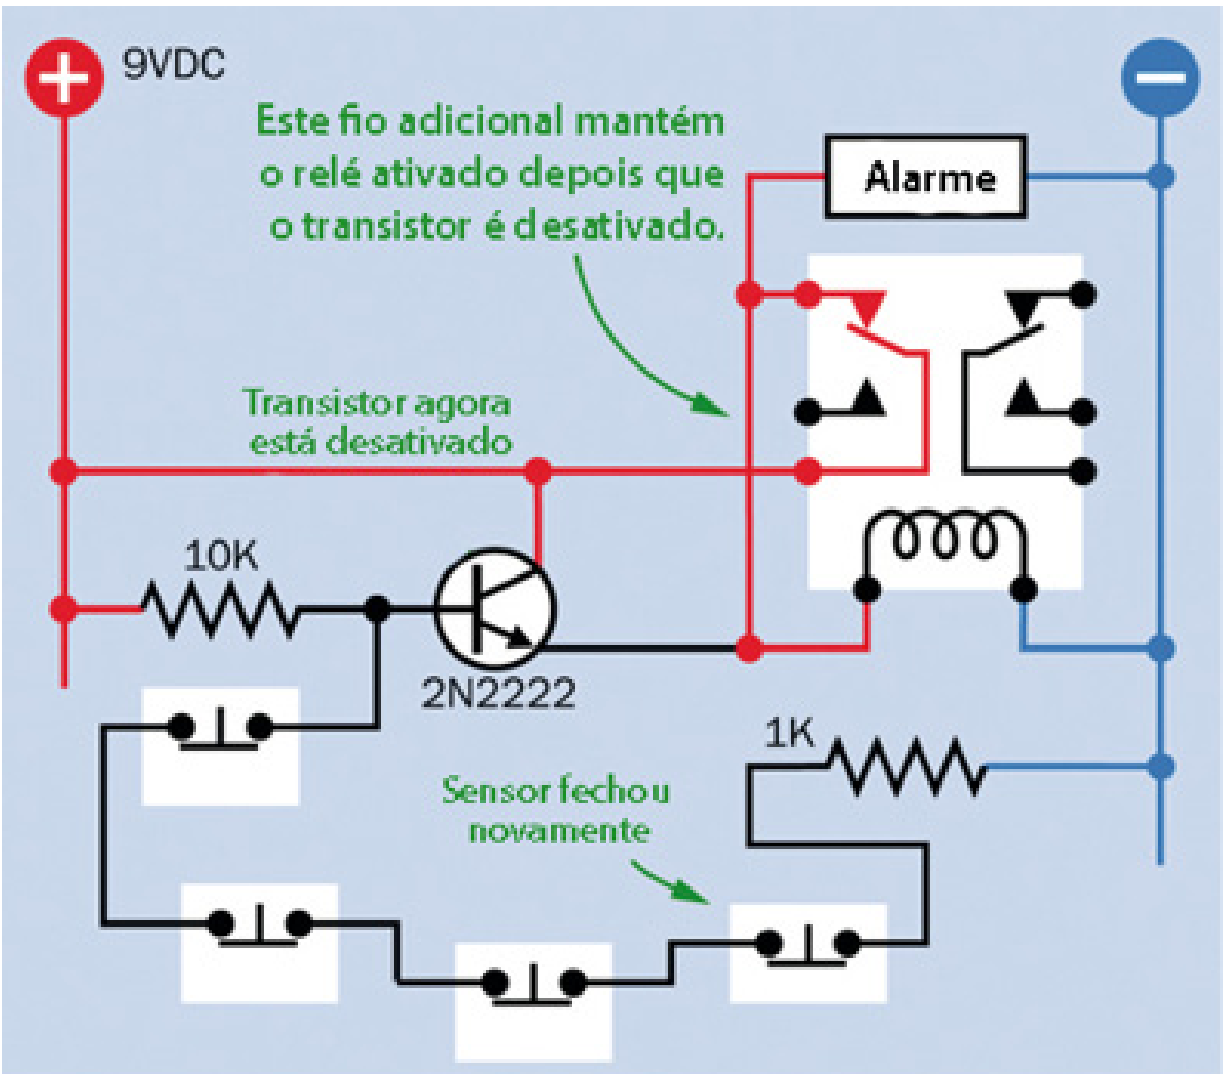 9VDC
Este fio adicional mantém
o relé ativado depois que
o transistor é desativado.
Alarme
Transistor agora
está desativado
10K
2N2222
1K
Sensor fechou
novamente